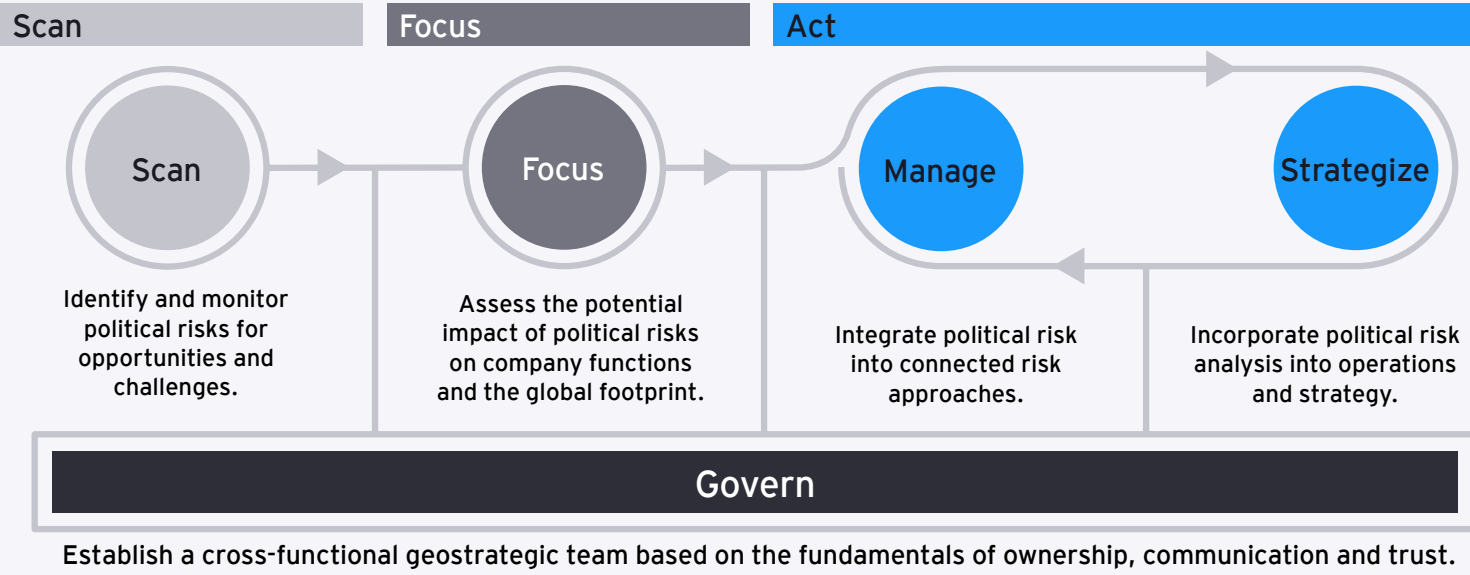 Scan
Focus
Act
Scan
Focus
Manage
Strategize
Identify and monitor
political risks for
opportunities and
challenges.
Assess the potential
impact of political risks
on company functions
and the global footprint.
Integrate political risk
into connected risk
approaches.
Incorporate political risk
analysis into operations
and strategy.
Govern
Establish a cross-functional geostrategic team based on the fundamentals of ownership, communication and trust.